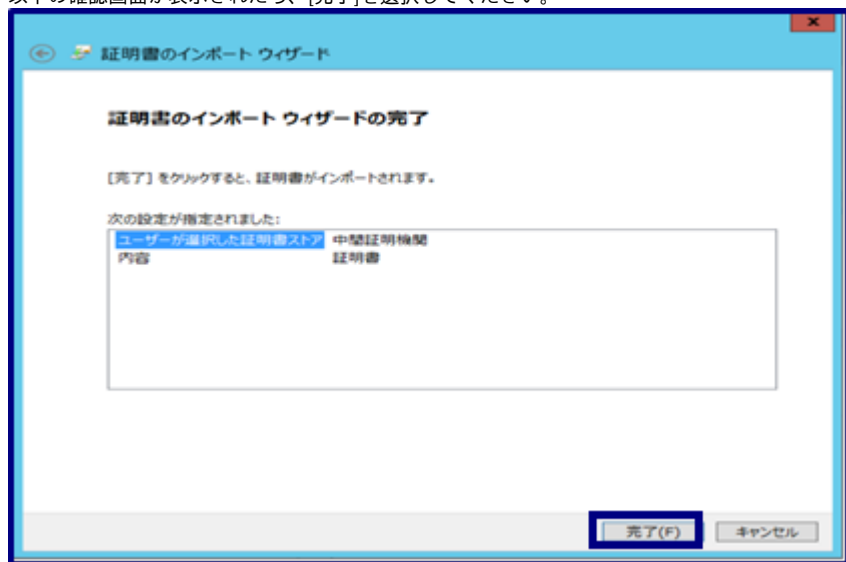 以下の確認画面が表示されたら、[完了]を選択してください。
証明書のインポート ウィザード
証明書のインポート ウィザードの完了
[完了] をクリックすると、証明書がインポートされます。
次の設定が指定されました:
ユーザーが選択した証明書ストア 中間証明機関
内容 証明書
完了(F) キャンセル